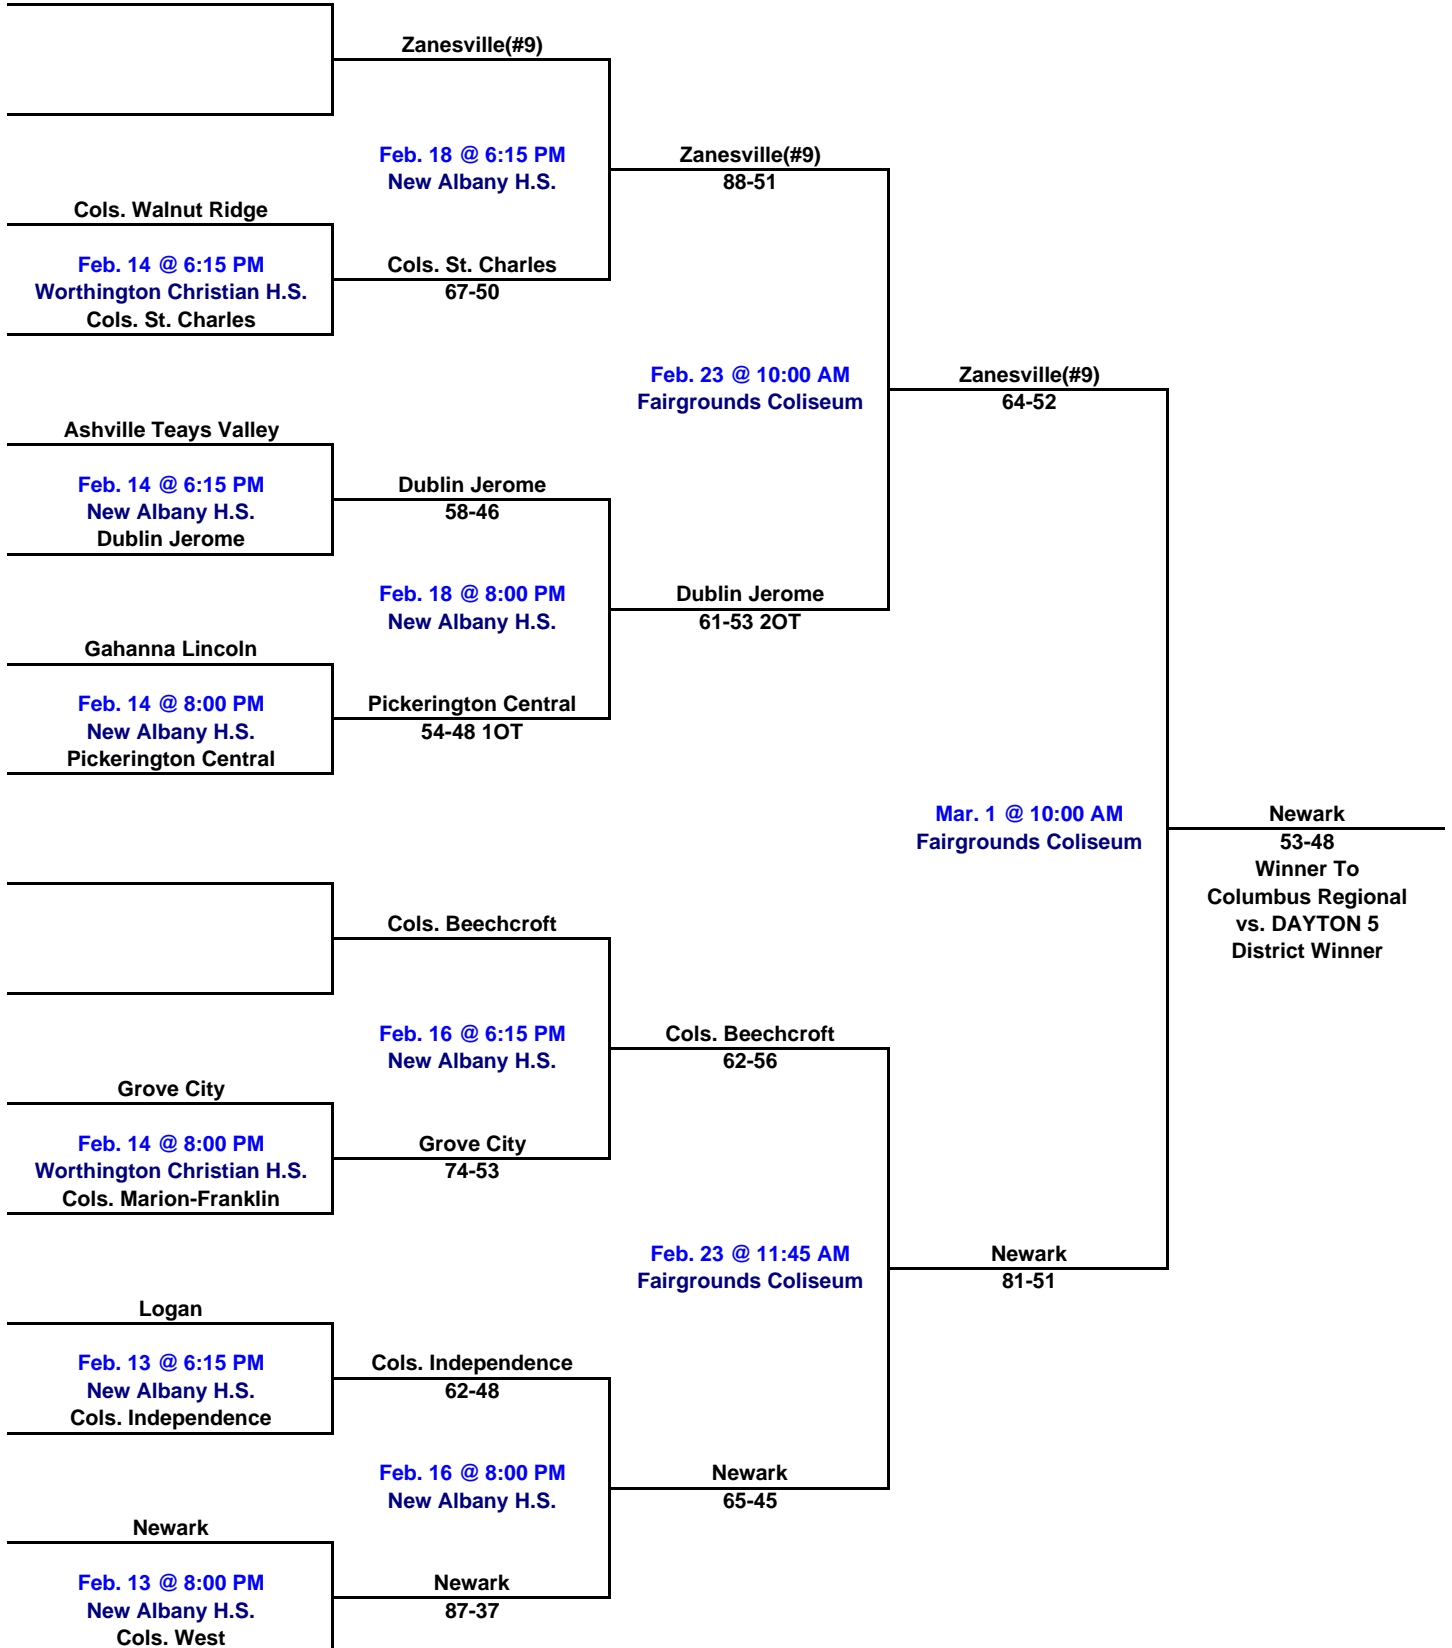 Zanesville(#9)
Feb. 18 @ 6:15 PM
New Albany H.S.
Zanesville(#9)
88-51
Cols. Walnut Ridge
Feb. 14 @ 6:15 PM
Worthington Christian H.S.
Cols. St. Charles
Cols. St. Charles
67-50
Feb. 23 @ 10:00 AM
Fairgrounds Coliseum
Zanesville(#9)
64-52
Ashville Teays Valley
Feb. 14 @ 6:15 PM
New Albany H.S.
Dublin Jerome
Dublin Jerome
58-46
Feb. 18 @ 8:00 PM
New Albany H.S.
Dublin Jerome
61-53 2OT
Gahanna Lincoln
Feb. 14 @ 8:00 PM
New Albany H.S.
Pickerington Central
Pickerington Central
54-48 1OT
Mar. 1 @ 10:00 AM
Fairgrounds Coliseum
Newark
53-48
Winner To
Columbus Regional
vs. DAYTON 5
District Winner
Cols. Beechcroft
Feb. 16 @ 6:15 PM
New Albany H.S.
Cols. Beechcroft
62-56
Grove City
Feb. 14 @ 8:00 PM
Worthington Christian H.S.
Cols. Marion-Franklin
Grove City
74-53
Feb. 23 @ 11:45 AM
Fairgrounds Coliseum
Newark
81-51
Logan
Feb. 13 @ 6:15 PM
New Albany H.S.
Cols. Independence
Cols. Independence
62-48
Feb. 16 @ 8:00 PM
New Albany H.S.
Newark
65-45
Newark
Feb. 13 @ 8:00 PM
New Albany H.S.
Cols. West
Newark
87-37